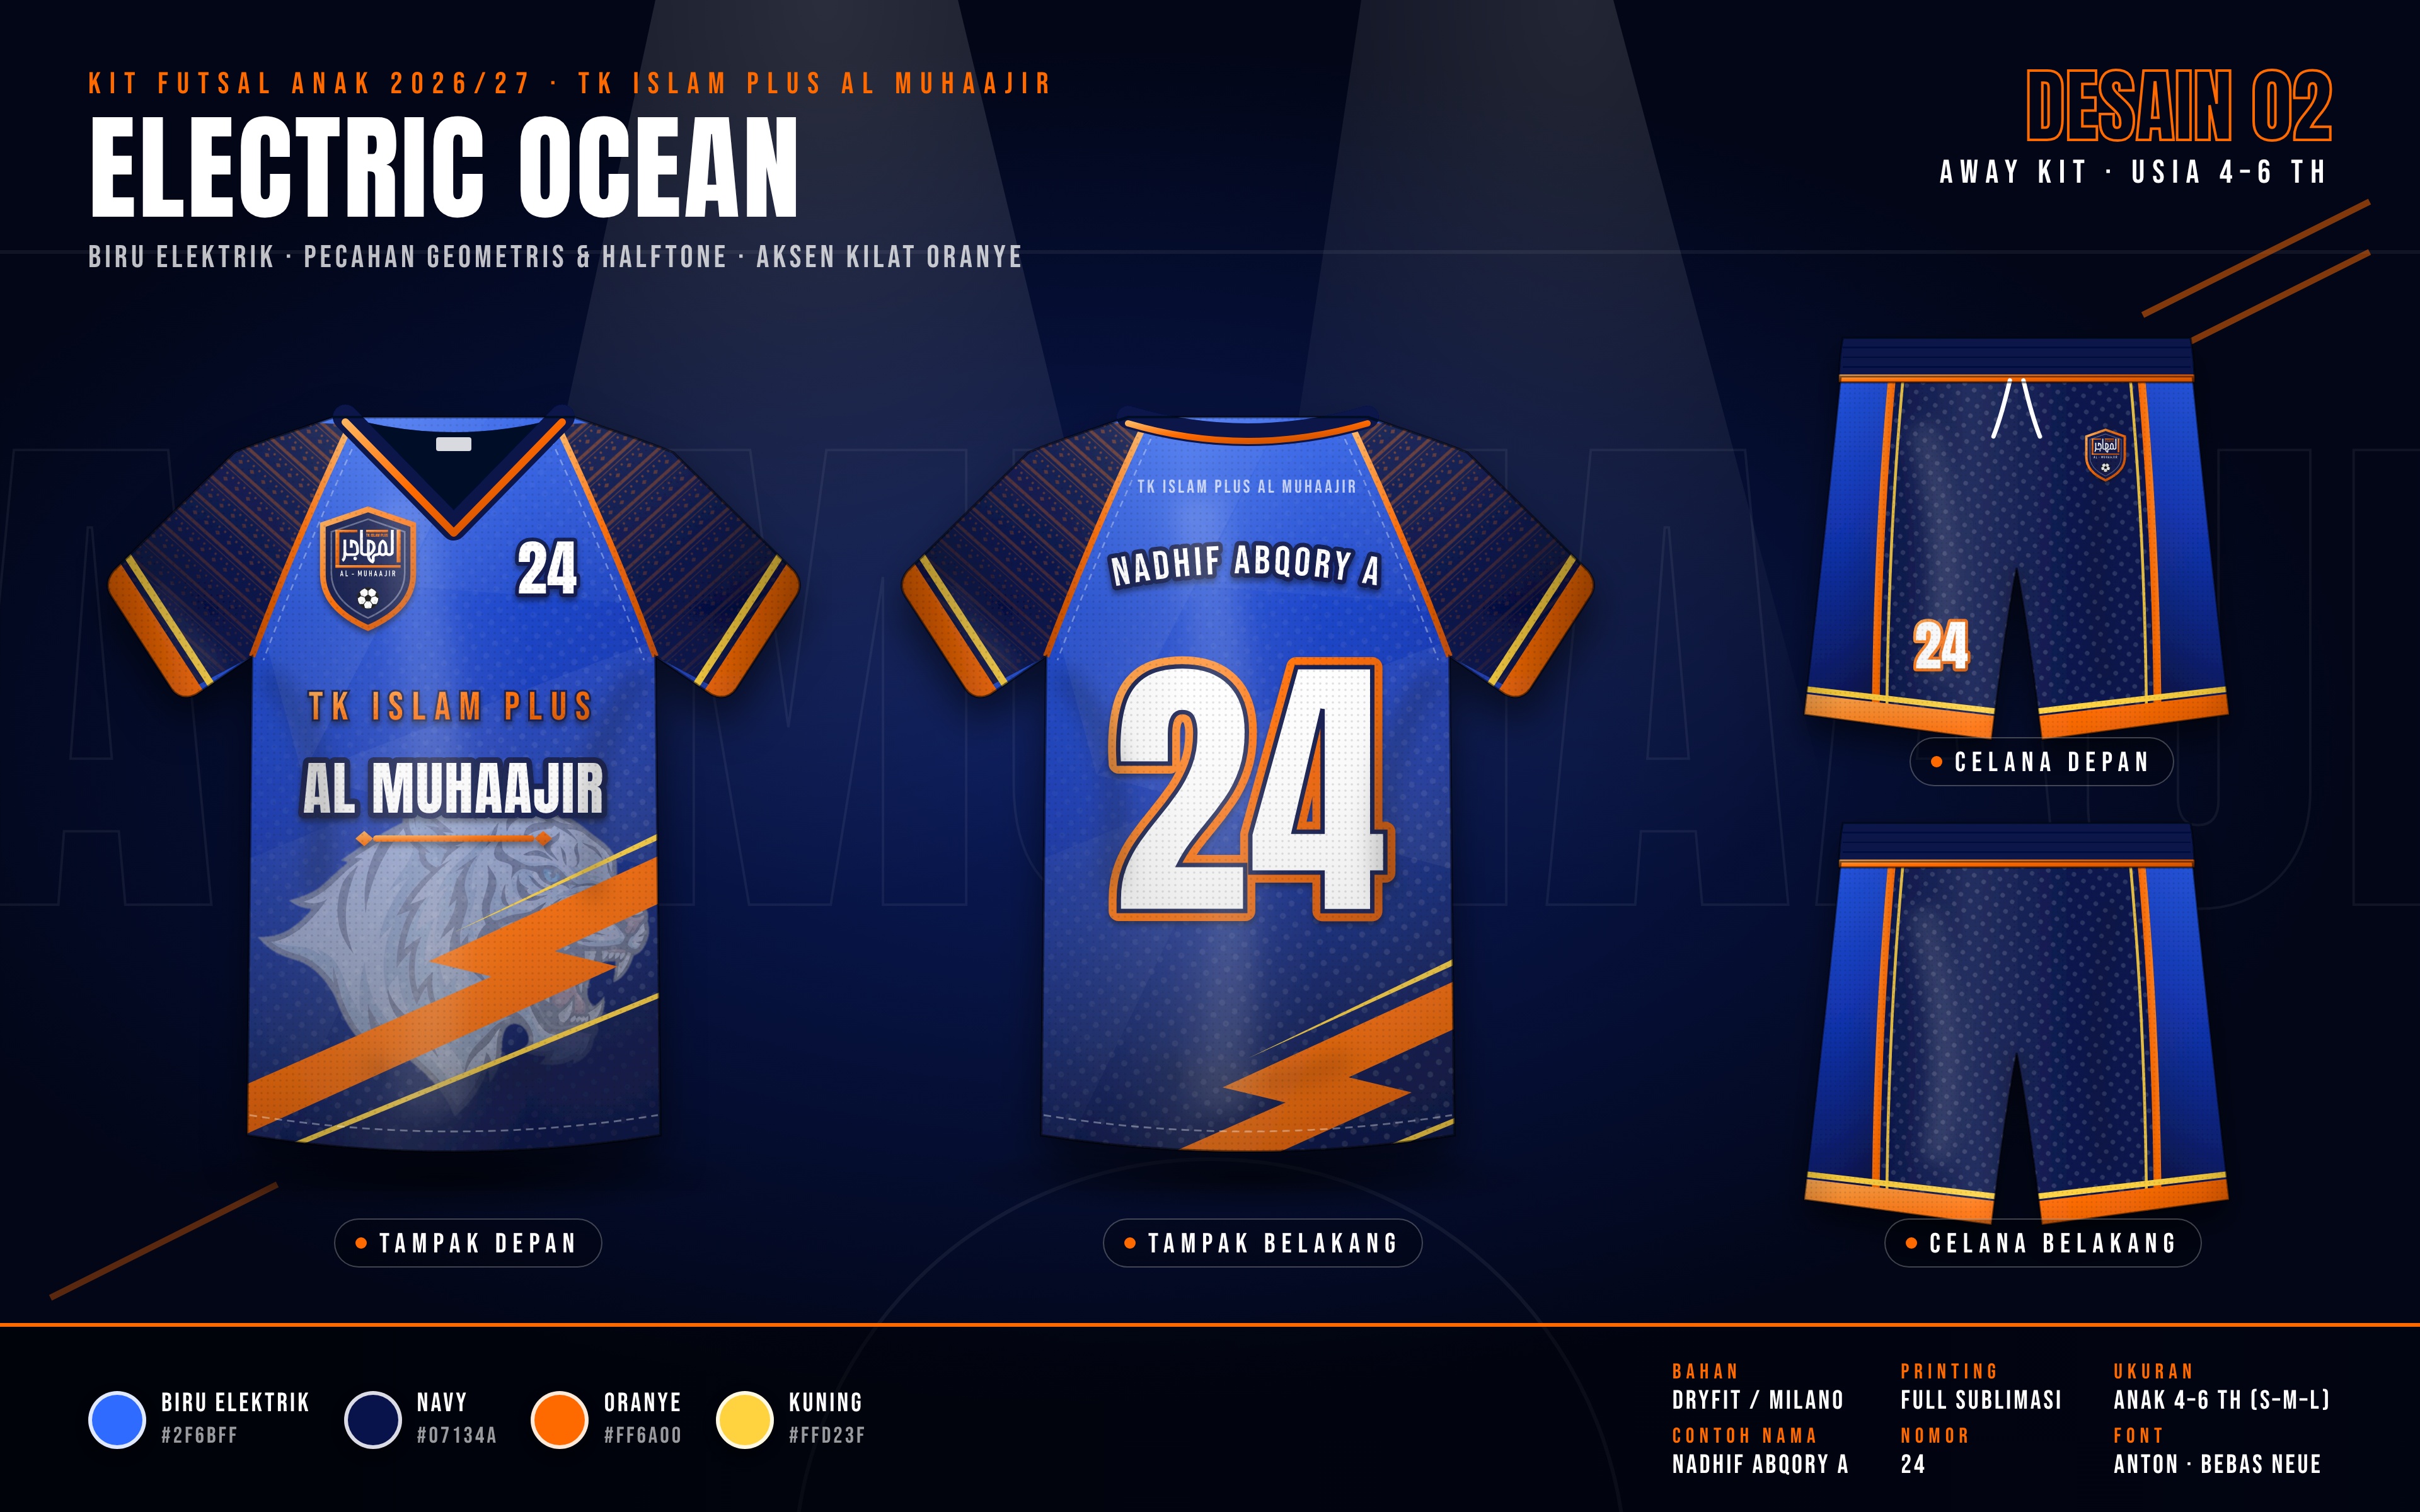 KIT FUTSAL ANAK 2026/27 · TK ISLAM PLUS AL MUHAAJIR
ELECTRIC OCEAN
BIRU ELEKTRIK · PECAHAN GEOMETRIS & HALFTONE · AKSEN KILAT ORANYE
DESAIN 02
AWAY KIT · USIA 4-6 TH
المهاجر
AL - MUHAAJIR
24
TK ISLAM PLUS
AL MUHAAJIR
TAMPAK DEPAN
TK ISLAM PLUS AL MUHAAJIR
NADHIF ABQORY A
24
TAMPAK BELAKANG
المهاجر
AL - MUHAAJIR
24
CELANA DEPAN
CELANA BELAKANG
BIRU ELEKTRIK
#2F6BFF
NAVY
#07134A
ORANYE
#FF6A00
KUNING
#FFD23F
BAHAN
DRYFIT / MILANO
PRINTING
FULL SUBLIMASI
UKURAN
ANAK 4-6 TH (S-M-L)
CONTOH NAMA
NADHIF ABQORY A
NOMOR
24
FONT
ANTON · BEBAS NEUE